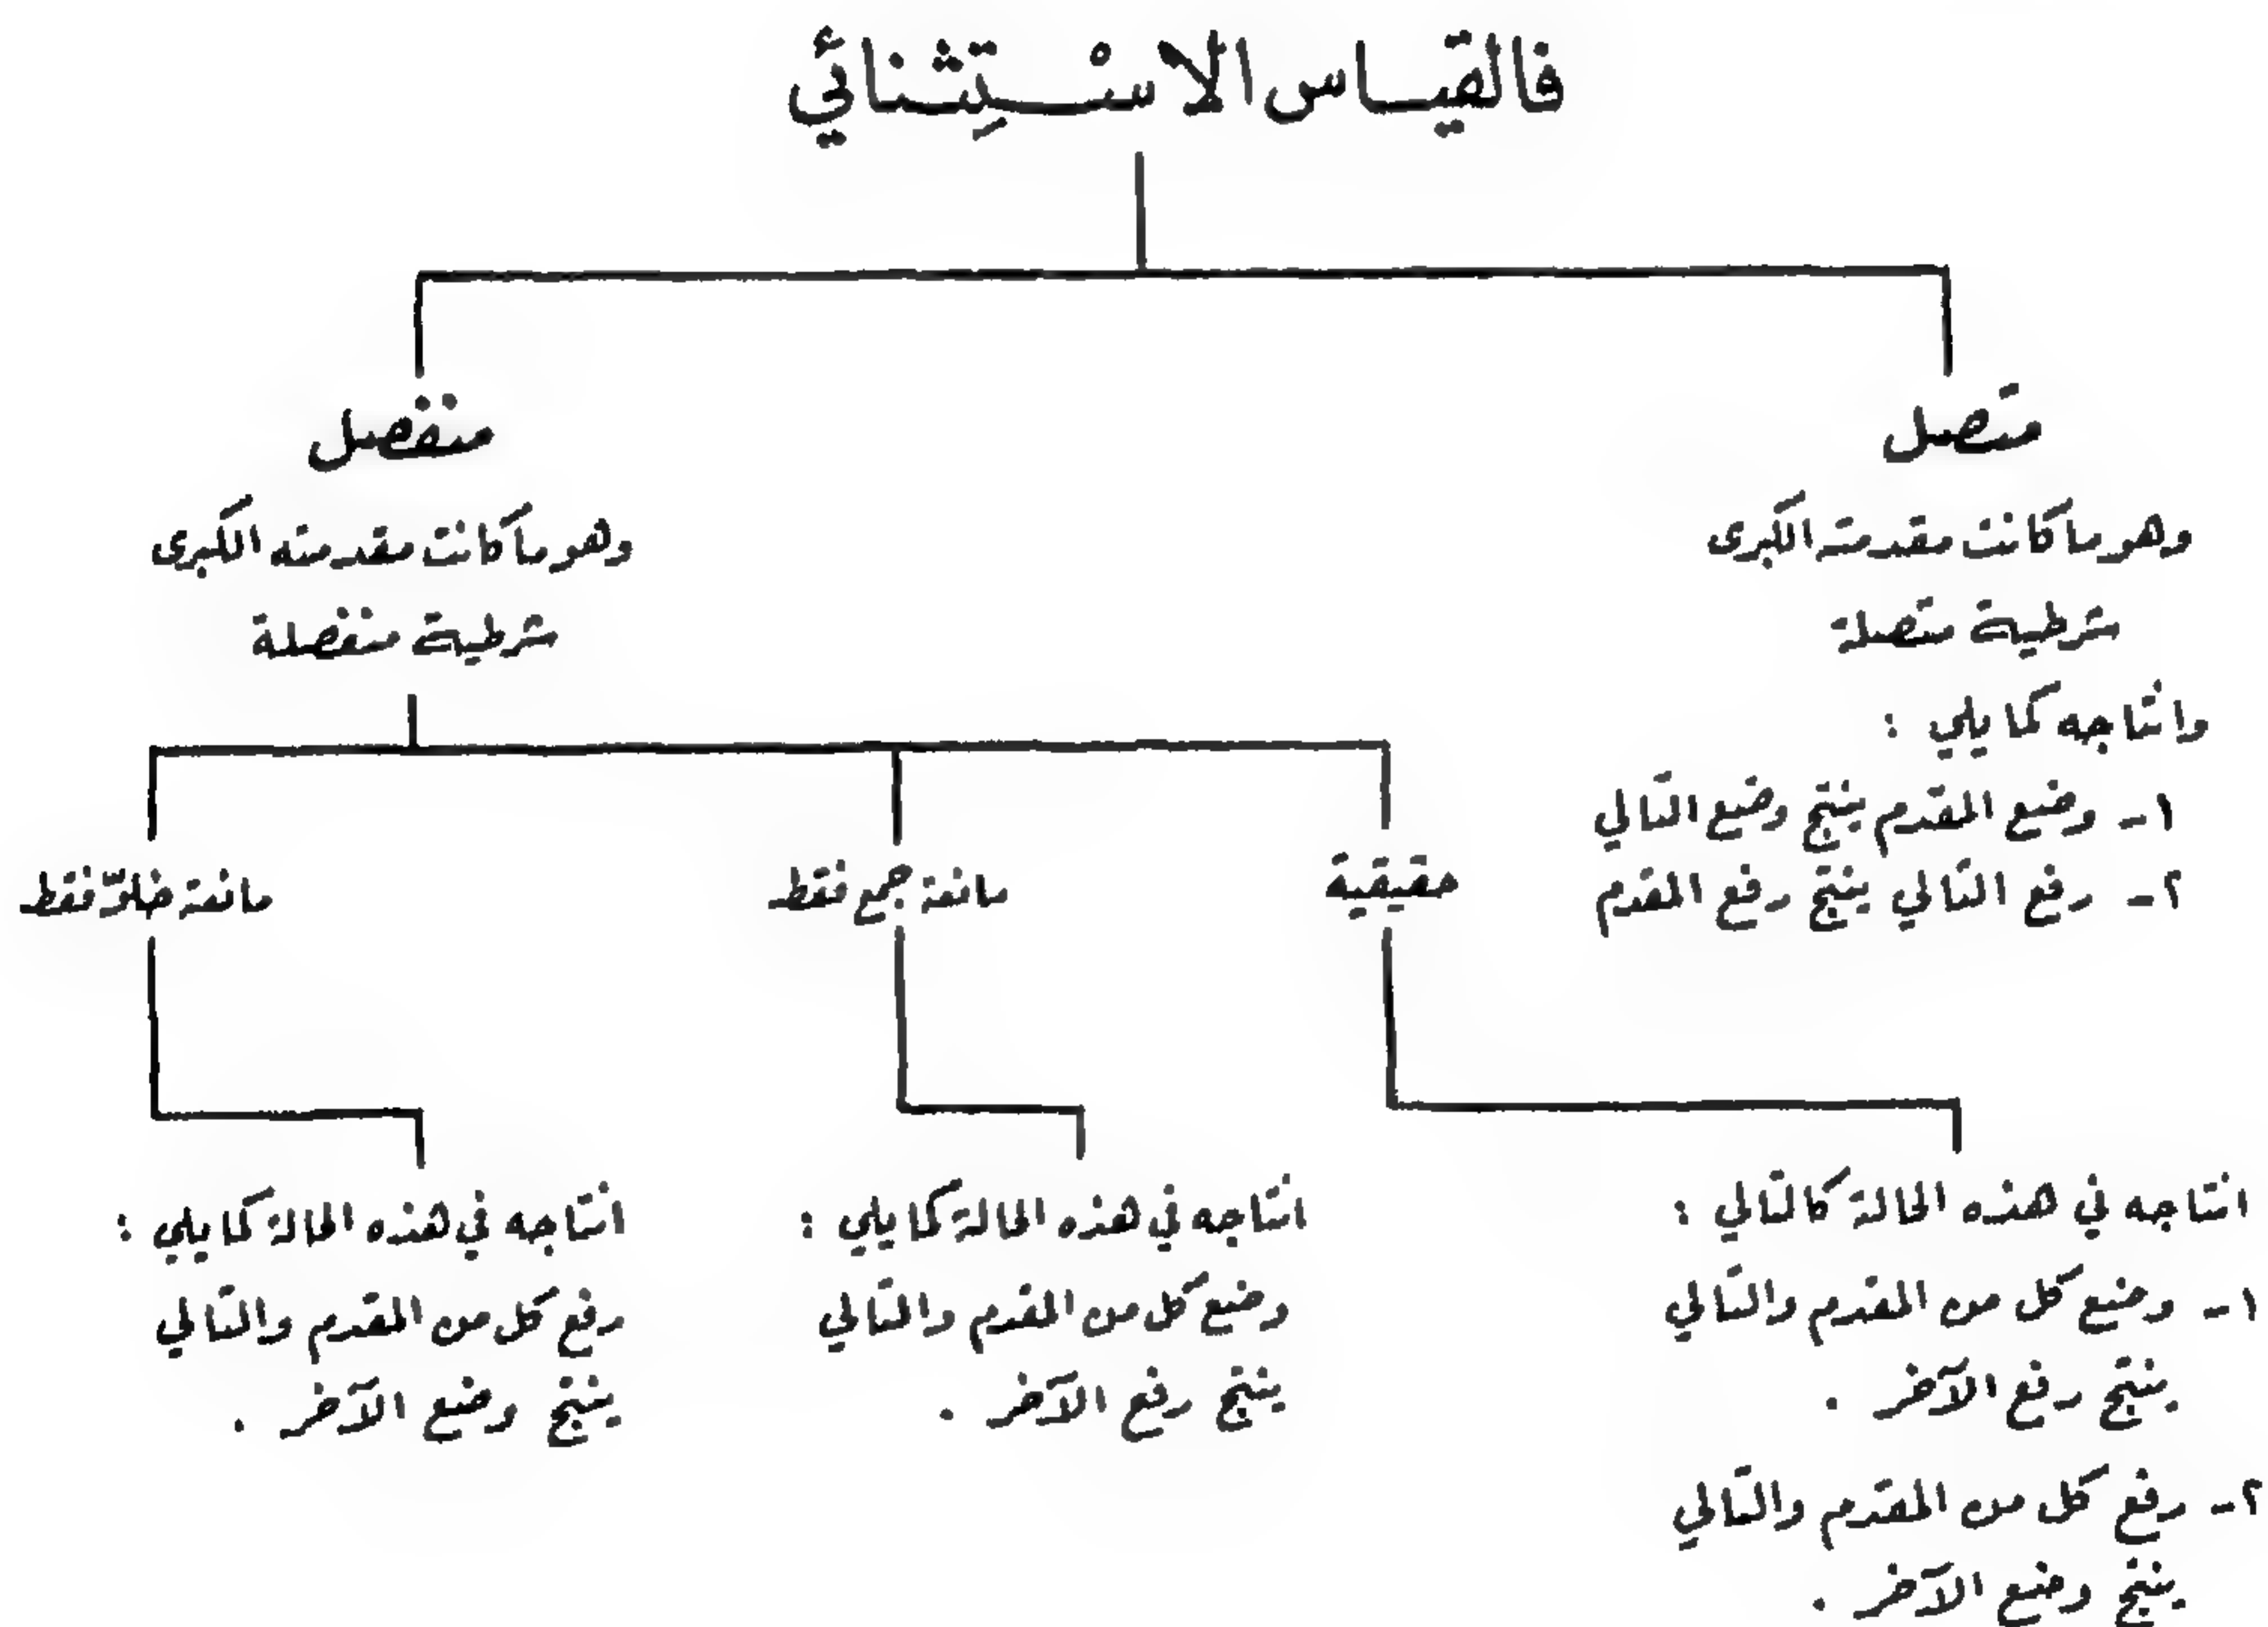 فالقياس الاسْتِثنائي
متصل
وهو ما كانت مقدمته الكبرى
شرطية متصلة
وانتاجه كما يلي :
١- وضع المقدم ينتج وضع التالي
٢- رفع التالي ينتج رفع المقدم
منفصل
وهو ما كانت مقدمته الكبرى
شرطية منفصلة
حقيقية
مانعة جمع فقط
مانعة خلوّ فقط
انتاجه في هذه الحالة كالتالي :
١- وضع كل من المقدم والتالي
ينتج رفع الآخر .
٢- رفع كل من المقدم والتالي
ينتج وضع الآخر .
انتاجه في هذه الحالة كما يلي :
وضع كل من المقدم والتالي
ينتج رفع الآخر .
انتاجه في هذه الحالة كما يلي :
رفع كل من المقدم والتالي
ينتج وضع الآخر .